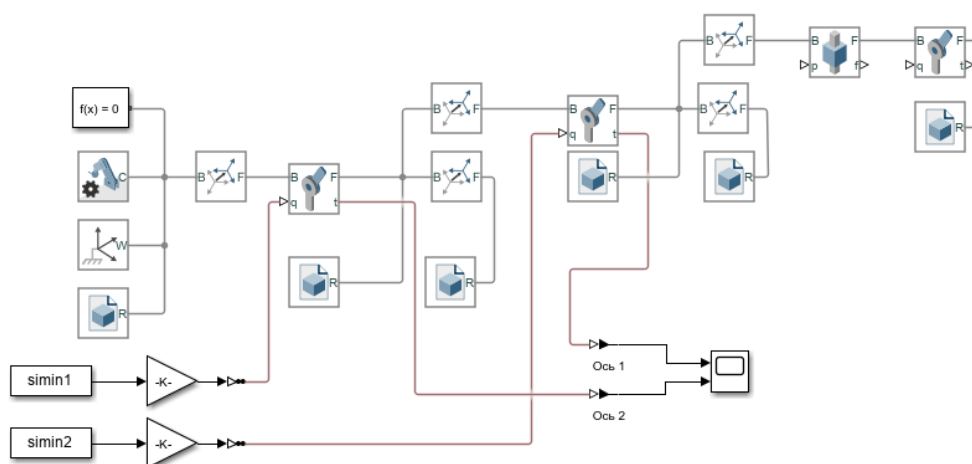 B F
B F
B F
p f
q t
f(x) = 0
B F
B F
B F
q t
R
C
B F
B F
q t
B F
R
R
W
R
R
R
Ось 1
simin1
-K-
Ось 2
simin2
-K-